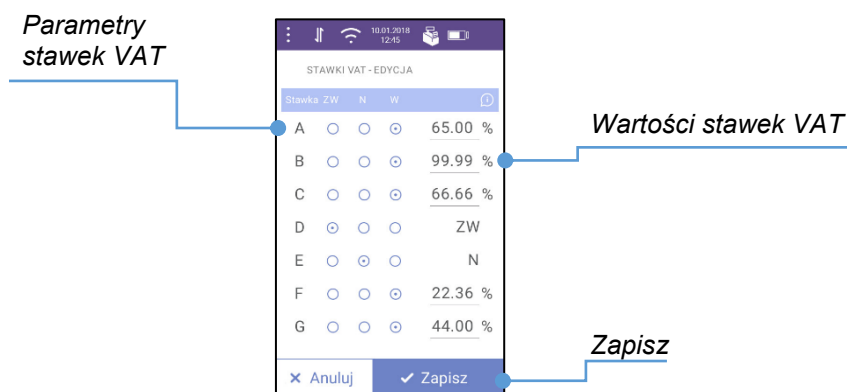 Parametry
stawek VAT
10.01.2018
12:45
STAWKI VAT - EDYCJA
Stawka ZW N W
A 65.00 %
B 99.99 %
Wartości stawek VAT
C 66.66 %
D ZW
E N
F 22.36 %
G 44.00 %
Zapisz
Anuluj Zapisz